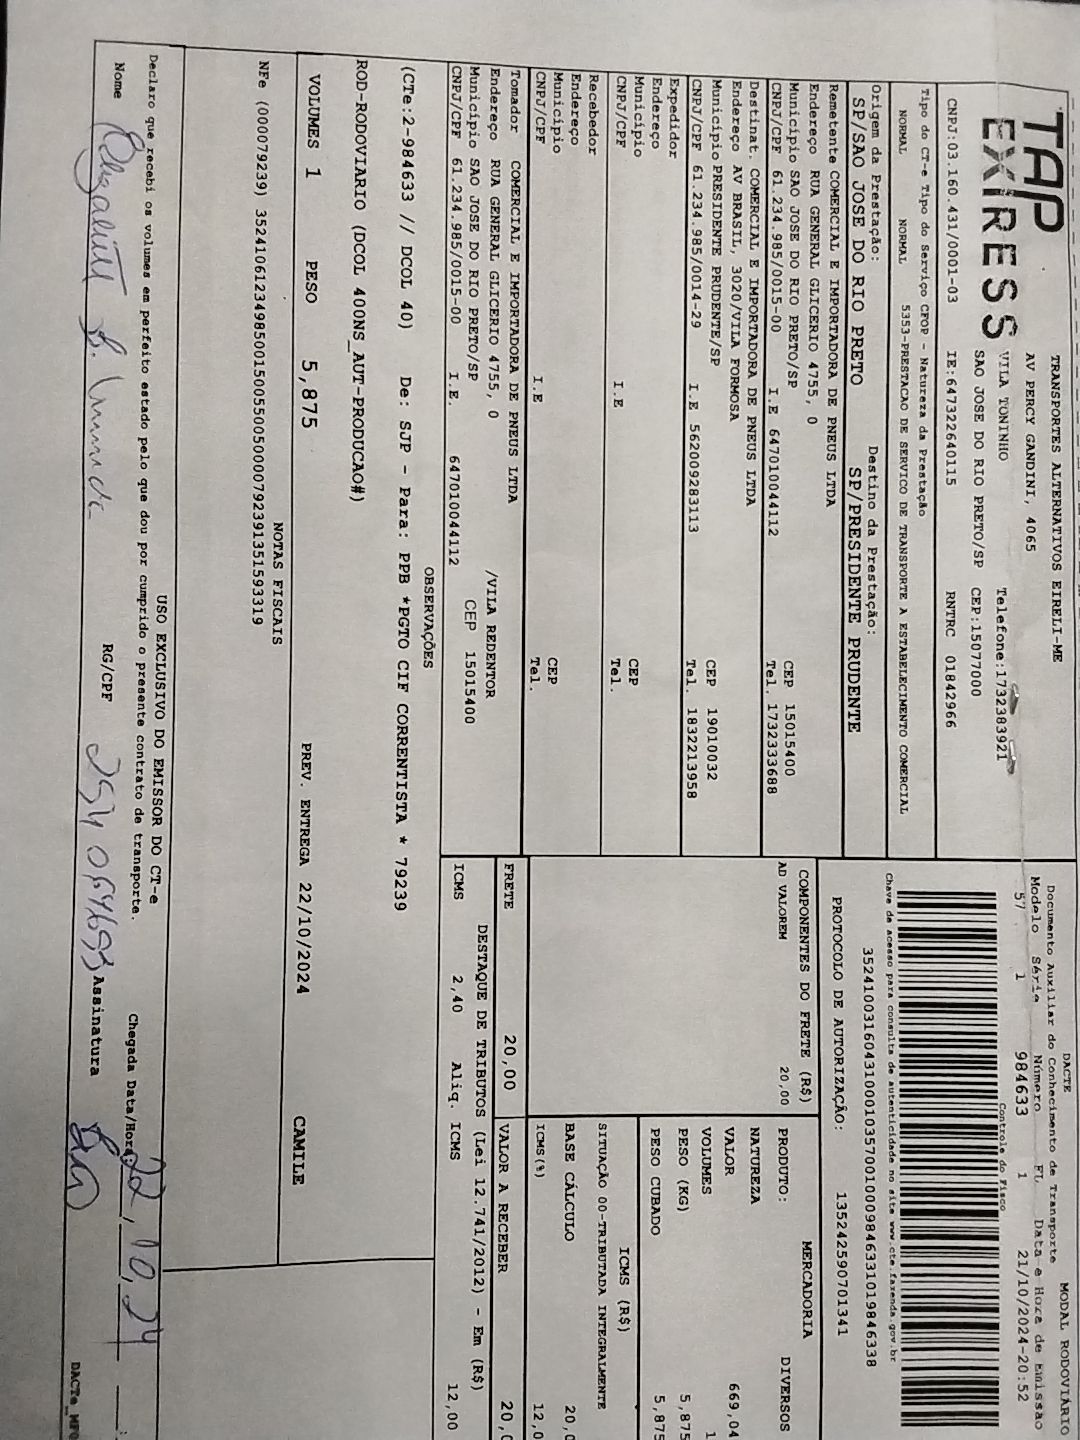 TAP
EXPRESS
TRANSPORTES ALTERNATIVOS EIRELI-ME
AV PERCY GANDINI, 4065
VILA TONINHO Telefone:1732383921
SAO JOSE DO RIO PRETO/SP CEP:15077000
CNPJ:03.160.431/0001-03 IE:647322640115 RNTRC 01842966
Tipo do CT-e Tipo do Serviço CFOP - Natureza da Prestação
NORMAL NORMAL 5353-PRESTACAO DE SERVICO DE TRANSPORTE A ESTABELECIMENTO COMERCIAL
Origem da Prestação: Destino da Prestação:
SP/SAO JOSE DO RIO PRETO SP/PRESIDENTE PRUDENTE
Remetente COMERCIAL E IMPORTADORA DE PNEUS LTDA
Endereço RUA GENERAL GLICERIO 4755, 0
Município SAO JOSE DO RIO PRETO/SP CEP 15015400
CNPJ/CPF 61.234.985/0015-00 I.E 647010044112 Tel. 1732333688
Destinat. COMERCIAL E IMPORTADORA DE PNEUS LTDA
Endereço AV BRASIL, 3020/VILA FORMOSA
Município PRESIDENTE PRUDENTE/SP CEP 19010032
CNPJ/CPF 61.234.985/0014-29 I.E 562009283113 Tel. 1832213958
Expedidor
Endereço
Município CEP
CNPJ/CPF I.E Tel.
Recebedor
Endereço
Município CEP
CNPJ/CPF I.E Tel.
Tomador COMERCIAL E IMPORTADORA DE PNEUS LTDA
Endereço RUA GENERAL GLICERIO 4755, 0 /VILA REDENTOR
Município SAO JOSE DO RIO PRETO/SP CEP 15015400
CNPJ/CPF 61.234.985/0015-00 I.E. 647010044112
DACTE MODAL RODOVIÁRIO
Documento Auxiliar do Conhecimento de Transporte
Modelo Série Número FL Data e Hora de Emissão
57 1 984633 1 21/10/2024-20:52
Controle do Fisco
Chave de acesso para consulta de autenticidade no site www.cte.fazenda.gov.br
35241003160431000103570010009846331019846338
PROTOCOLO DE AUTORIZAÇÃO: 135242590701341
COMPONENTES DO FRETE (R$)
AD VALOREM 20,00
PRODUTO: MERCADORIA
NATUREZA DIVERSOS
VALOR 669,04
VOLUMES 1
PESO (KG) 5,875
PESO CUBADO 5,875
ICMS (R$)
SITUAÇÃO 00-TRIBUTADA INTEGRALMENTE
BASE CÁLCULO 20,0
ICMS(%) 12,0
FRETE 20,00 VALOR A RECEBER 20,0
DESTAQUE DE TRIBUTOS (Lei 12.741/2012) - Em (R$)
ICMS 2,40 Aliq. ICMS 12,00
OBSERVAÇÕES
(CTe:2-984633 // DCOL 40) De: SJP - Para: PPB *PGTO CIF CORRENTISTA * 79239
ROD-RODOVIARIO (DCOL 400NS_AUT-PRODUCAO#)
VOLUMES 1 PESO 5,875 PREV. ENTREGA 22/10/2024 CAMILE
NOTAS FISCAIS
NFe (000079239) 35241061234985001500550050000792391351593319
USO EXCLUSIVO DO EMISSOR DO CT-e
Declaro que recebi os volumes em perfeito estado pelo que dou por cumprido o presente contrato de transporte.
Chegada Data/Hora: 22, 10, 24
Nome RG/CPF Assinatura